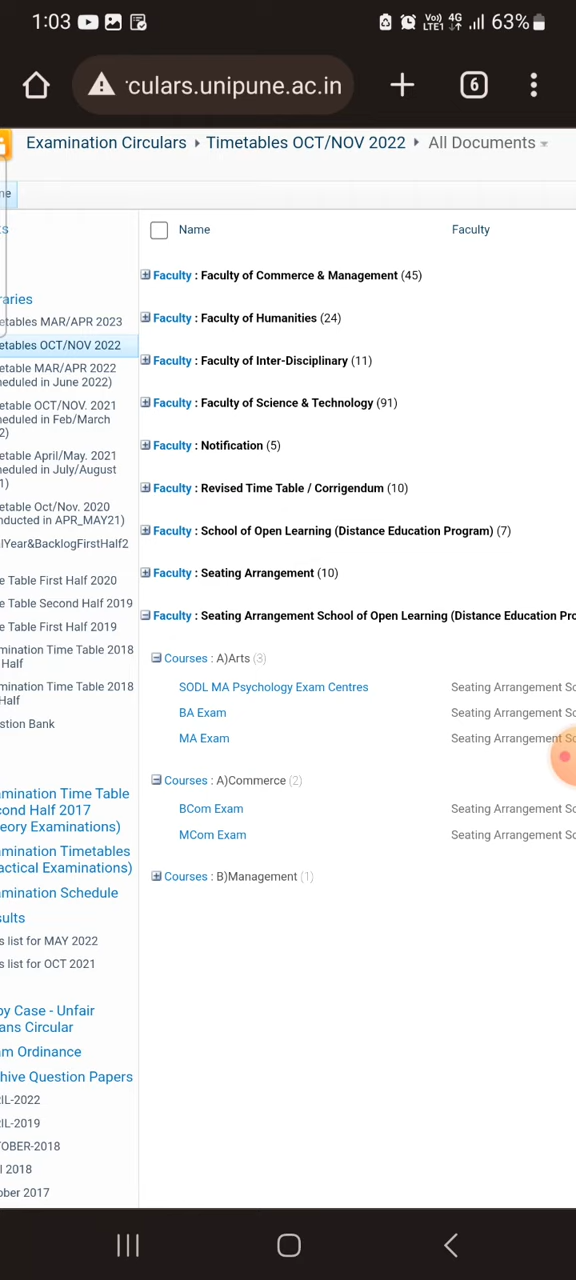 1:03
Vo) 4G
LTE1
63%
culars.unipune.ac.in
6
Examination Circulars
Timetables OCT/NOV 2022
All Documents
Name
Faculty
raries
etables MAR/APR 2023
etables OCT/NOV 2022
etable MAR/APR 2022
heduled in June 2022)
etable OCT/NOV. 2021
heduled in Feb/March
2)
etable April/May. 2021
heduled in July/August
1)
etable Oct/Nov. 2020
nducted in APR_MAY21)
lYear&BacklogFirstHalf2
e Table First Half 2020
e Table Second Half 2019
e Table First Half 2019
mination Time Table 2018
Half
mination Time Table 2018
Half
stion Bank
amination Time Table
ond Half 2017
eory Examinations)
amination Timetables
actical Examinations)
amination Schedule
sults
s list for MAY 2022
s list for OCT 2021
py Case - Unfair
ans Circular
am Ordinance
hive Question Papers
IL-2022
IL-2019
TOBER-2018
l 2018
ober 2017
Faculty : Faculty of Commerce & Management (45)
Faculty : Faculty of Humanities (24)
Faculty : Faculty of Inter-Disciplinary (11)
Faculty : Faculty of Science & Technology (91)
Faculty : Notification (5)
Faculty : Revised Time Table / Corrigendum (10)
Faculty : School of Open Learning (Distance Education Program) (7)
Faculty : Seating Arrangement (10)
Faculty : Seating Arrangement School of Open Learning (Distance Education Pro
Courses : A)Arts (3)
SODL MA Psychology Exam Centres Seating Arrangement Sc
BA Exam Seating Arrangement Sc
MA Exam Seating Arrangement Sc
Courses : A)Commerce (2)
BCom Exam Seating Arrangement Sc
MCom Exam Seating Arrangement Sc
Courses : B)Management (1)